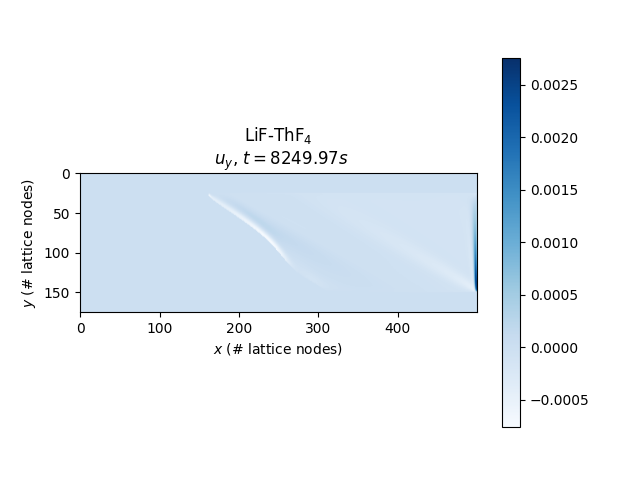 LiF-ThF₄
u_y, t = 8249.97s
0
50
100
150
y (# lattice nodes)
0 100 200 300 400
x (# lattice nodes)
0.0025
0.0020
0.0015
0.0010
0.0005
0.0000
−0.0005